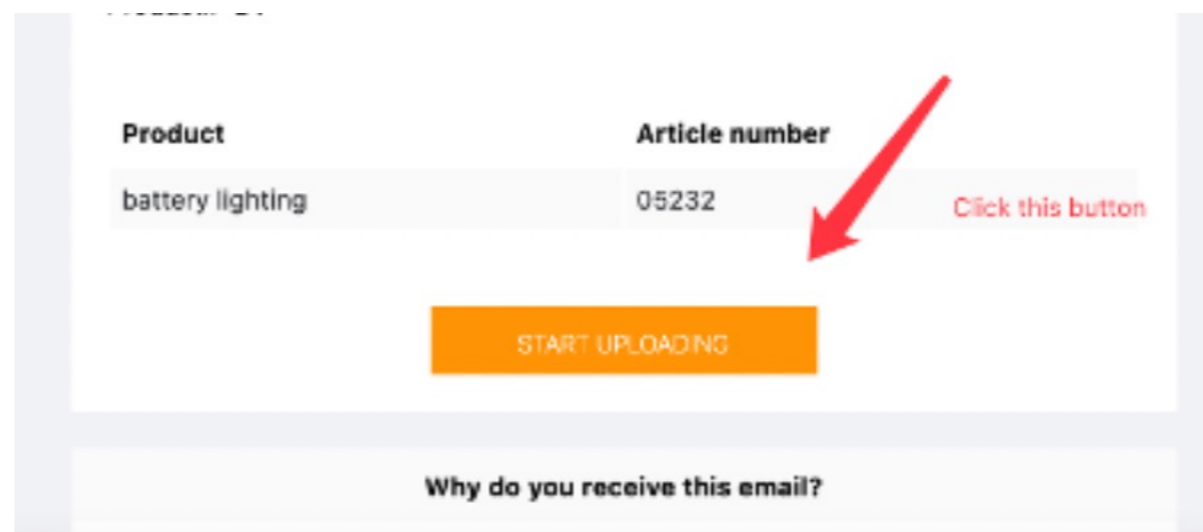 Product Article number
battery lighting 05232
Click this button
START UPLOADING
Why do you receive this email?